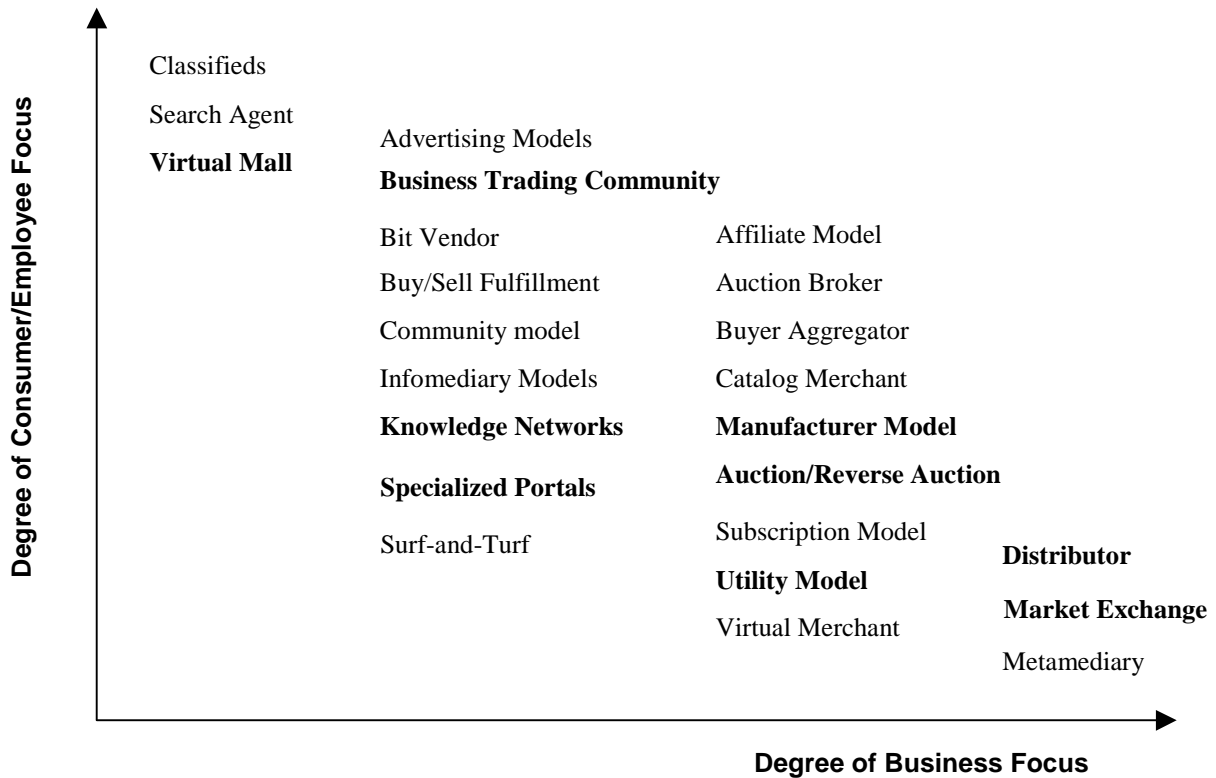 Degree of Consumer/Employee Focus
Classifieds
Search Agent
Virtual Mall
Advertising Models
Business Trading Community
Bit Vendor
Buy/Sell Fulfillment
Community model
Infomediary Models
Knowledge Networks
Specialized Portals
Surf-and-Turf
Affiliate Model
Auction Broker
Buyer Aggregator
Catalog Merchant
Manufacturer Model
Auction/Reverse Auction
Subscription Model
Utility Model
Virtual Merchant
Distributor
Market Exchange
Metamediary
Degree of Business Focus